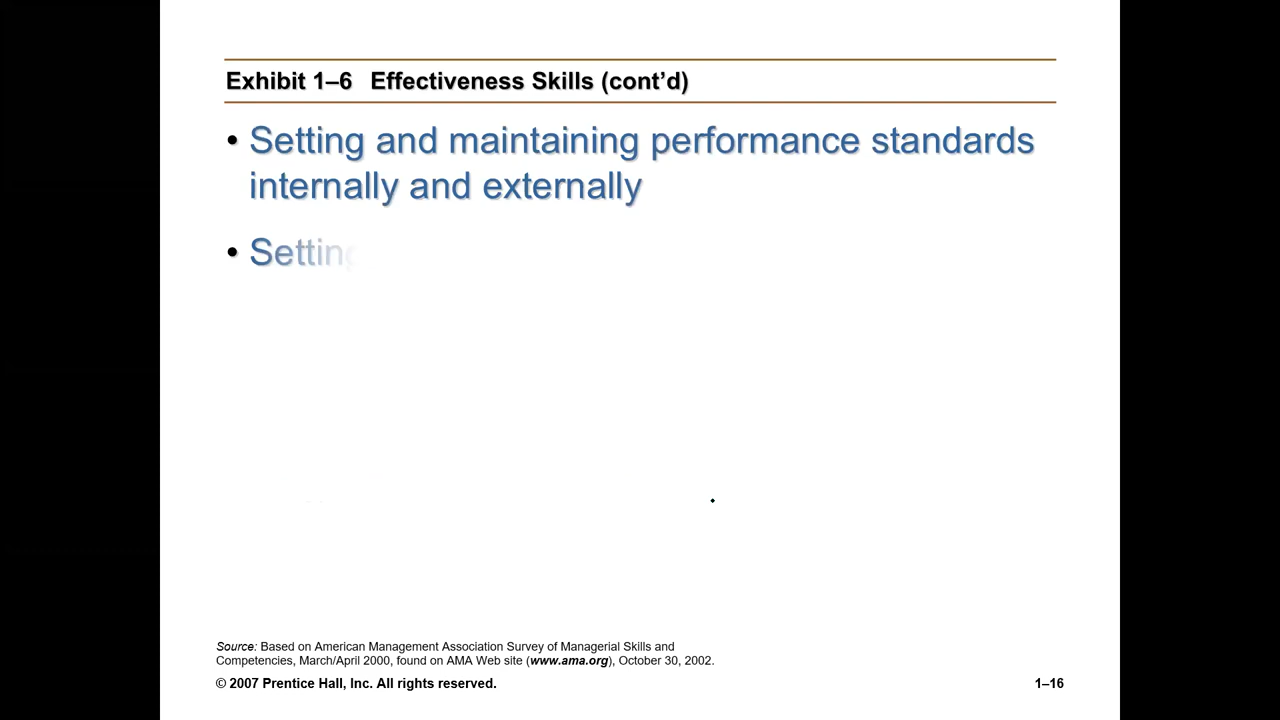 Exhibit 1–6 Effectiveness Skills (cont’d)
• Setting and maintaining performance standards
internally and externally
• Setting
Source: Based on American Management Association Survey of Managerial Skills and
Competencies, March/April 2000, found on AMA Web site (www.ama.org), October 30, 2002.
© 2007 Prentice Hall, Inc. All rights reserved.
1–16